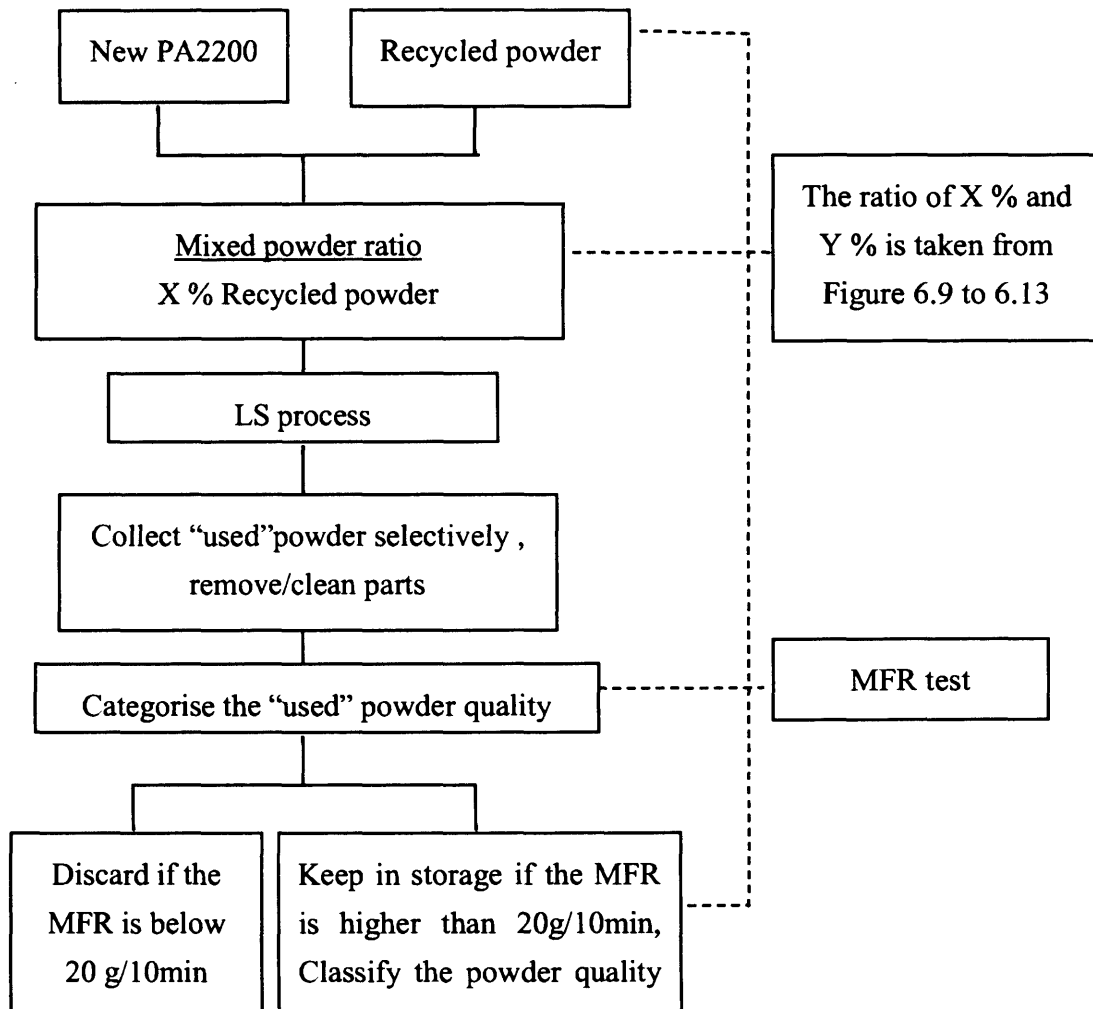 New PA2200
Recycled powder
Mixed powder ratio
X % Recycled powder
The ratio of X % and
Y % is taken from
Figure 6.9 to 6.13
LS process
Collect “used”powder selectively ,
remove/clean parts
Categorise the “used” powder quality
MFR test
Discard if the
MFR is below
20 g/10min
Keep in storage if the MFR
is higher than 20g/10min,
Classify the powder quality